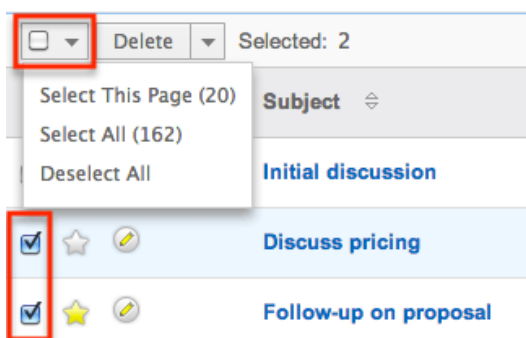 Delete Selected: 2
Select This Page (20)
Subject
Select All (162)
Deselect All
Initial discussion
Discuss pricing
Follow-up on proposal